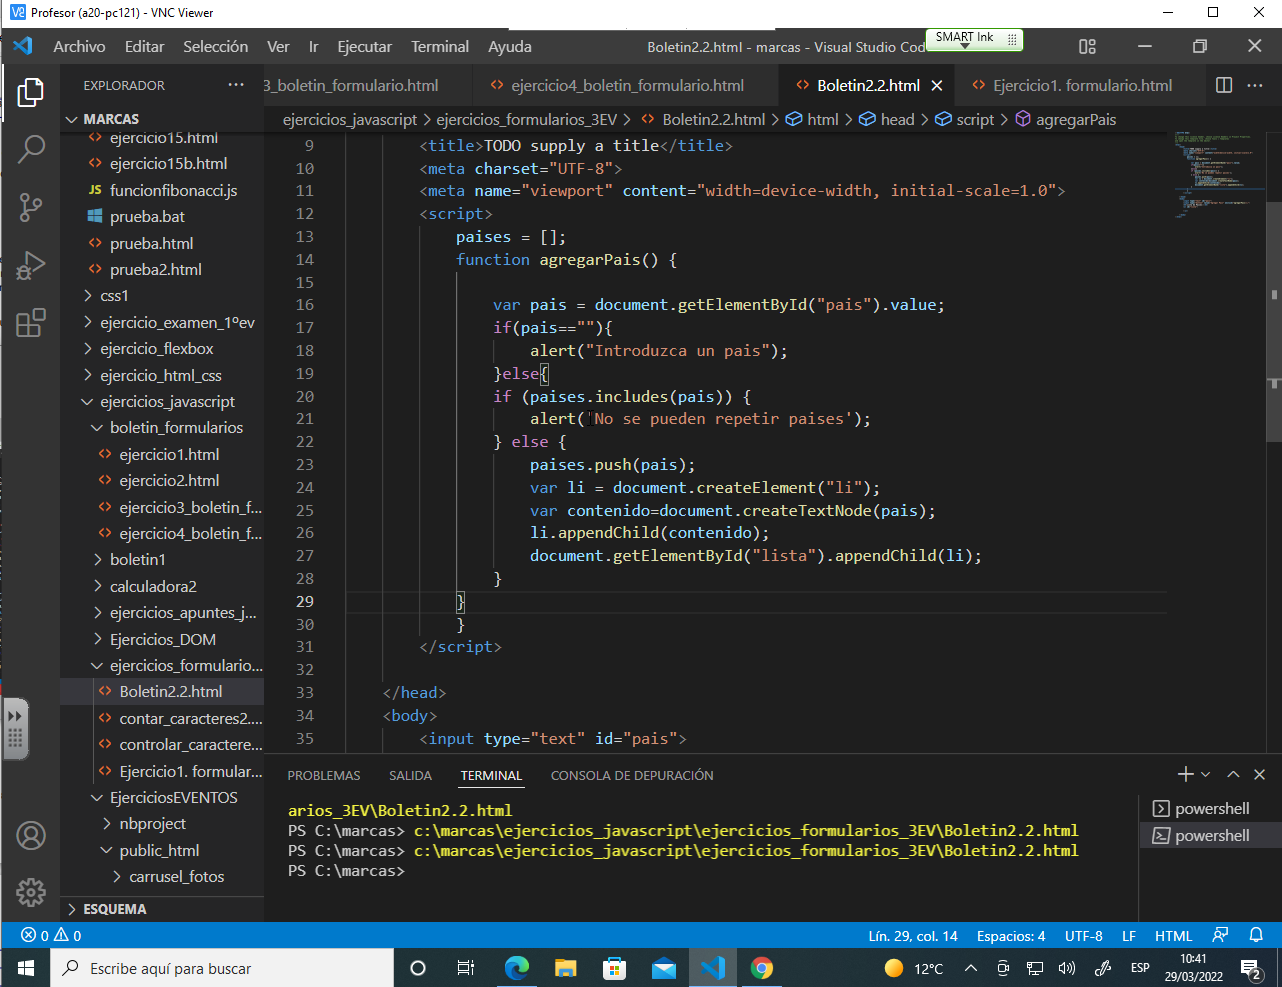 Profesor (a20-pc121) - VNC Viewer
Archivo Editar Selección Ver Ir Ejecutar Terminal Ayuda Boletin2.2.html - marcas - Visual Studio Cod
SMART Ink
EXPLORADOR ···
3_boletin_formulario.html ejercicio4_boletin_formulario.html Boletin2.2.html Ejercicio1. formulario.html
ejercicios_javascript > ejercicios_formularios_3EV > Boletin2.2.html > html > head > script > agregarPais
MARCAS
ejercicio15.html
ejercicio15b.html
JS funcionfibonacci.js
prueba.bat
prueba.html
prueba2.html
css1
ejercicio_examen_1ºev
ejercicio_flexbox
ejercicio_html_css
ejercicios_javascript
boletin_formularios
ejercicio1.html
ejercicio2.html
ejercicio3_boletin_f...
ejercicio4_boletin_f...
boletin1
calculadora2
ejercicios_apuntes_j...
Ejercicios_DOM
ejercicios_formulario...
Boletin2.2.html
contar_caracteres2....
controlar_caractere...
Ejercicio1. formular...
EjerciciosEVENTOS
nbproject
public_html
carrusel_fotos
ESQUEMA
9 <title>TODO supply a title</title>
10 <meta charset="UTF-8">
11 <meta name="viewport" content="width=device-width, initial-scale=1.0">
12 <script>
13 paises = [];
14 function agregarPais() {
15
16 var pais = document.getElementById("pais").value;
17 if(pais==""){
18 alert("Introduzca un pais");
19 }else{
20 if (paises.includes(pais)) {
21 alert('No se pueden repetir paises');
22 } else {
23 paises.push(pais);
24 var li = document.createElement("li");
25 var contenido=document.createTextNode(pais);
26 li.appendChild(contenido);
27 document.getElementById("lista").appendChild(li);
28 }
29 }
30 }
31 </script>
32
33 </head>
34 <body>
35 <input type="text" id="pais">
PROBLEMAS SALIDA TERMINAL CONSOLA DE DEPURACIÓN
arios_3EV\Boletin2.2.html
PS C:\marcas> c:\marcas\ejercicios_javascript\ejercicios_formularios_3EV\Boletin2.2.html
PS C:\marcas> c:\marcas\ejercicios_javascript\ejercicios_formularios_3EV\Boletin2.2.html
PS C:\marcas>
powershell
powershell
0 0 Lín. 29, col. 14 Espacios: 4 UTF-8 LF HTML
Escribe aquí para buscar
12°C ESP
10:41
29/03/2022
2